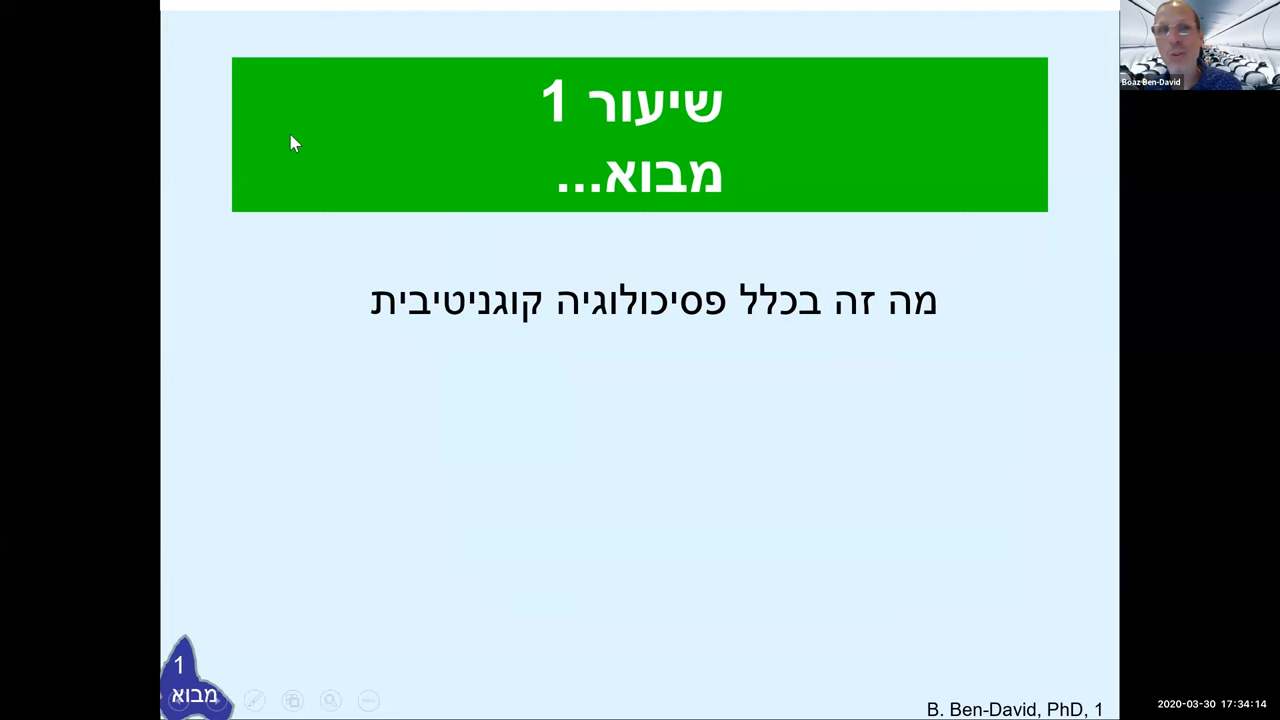 שיעור 1
מבוא...
מה זה בכלל פסיכולוגיה קוגניטיבית
Boaz Ben-David
1
מבוא
B. Ben-David, PhD, 1
2020-03-30 17:34:14